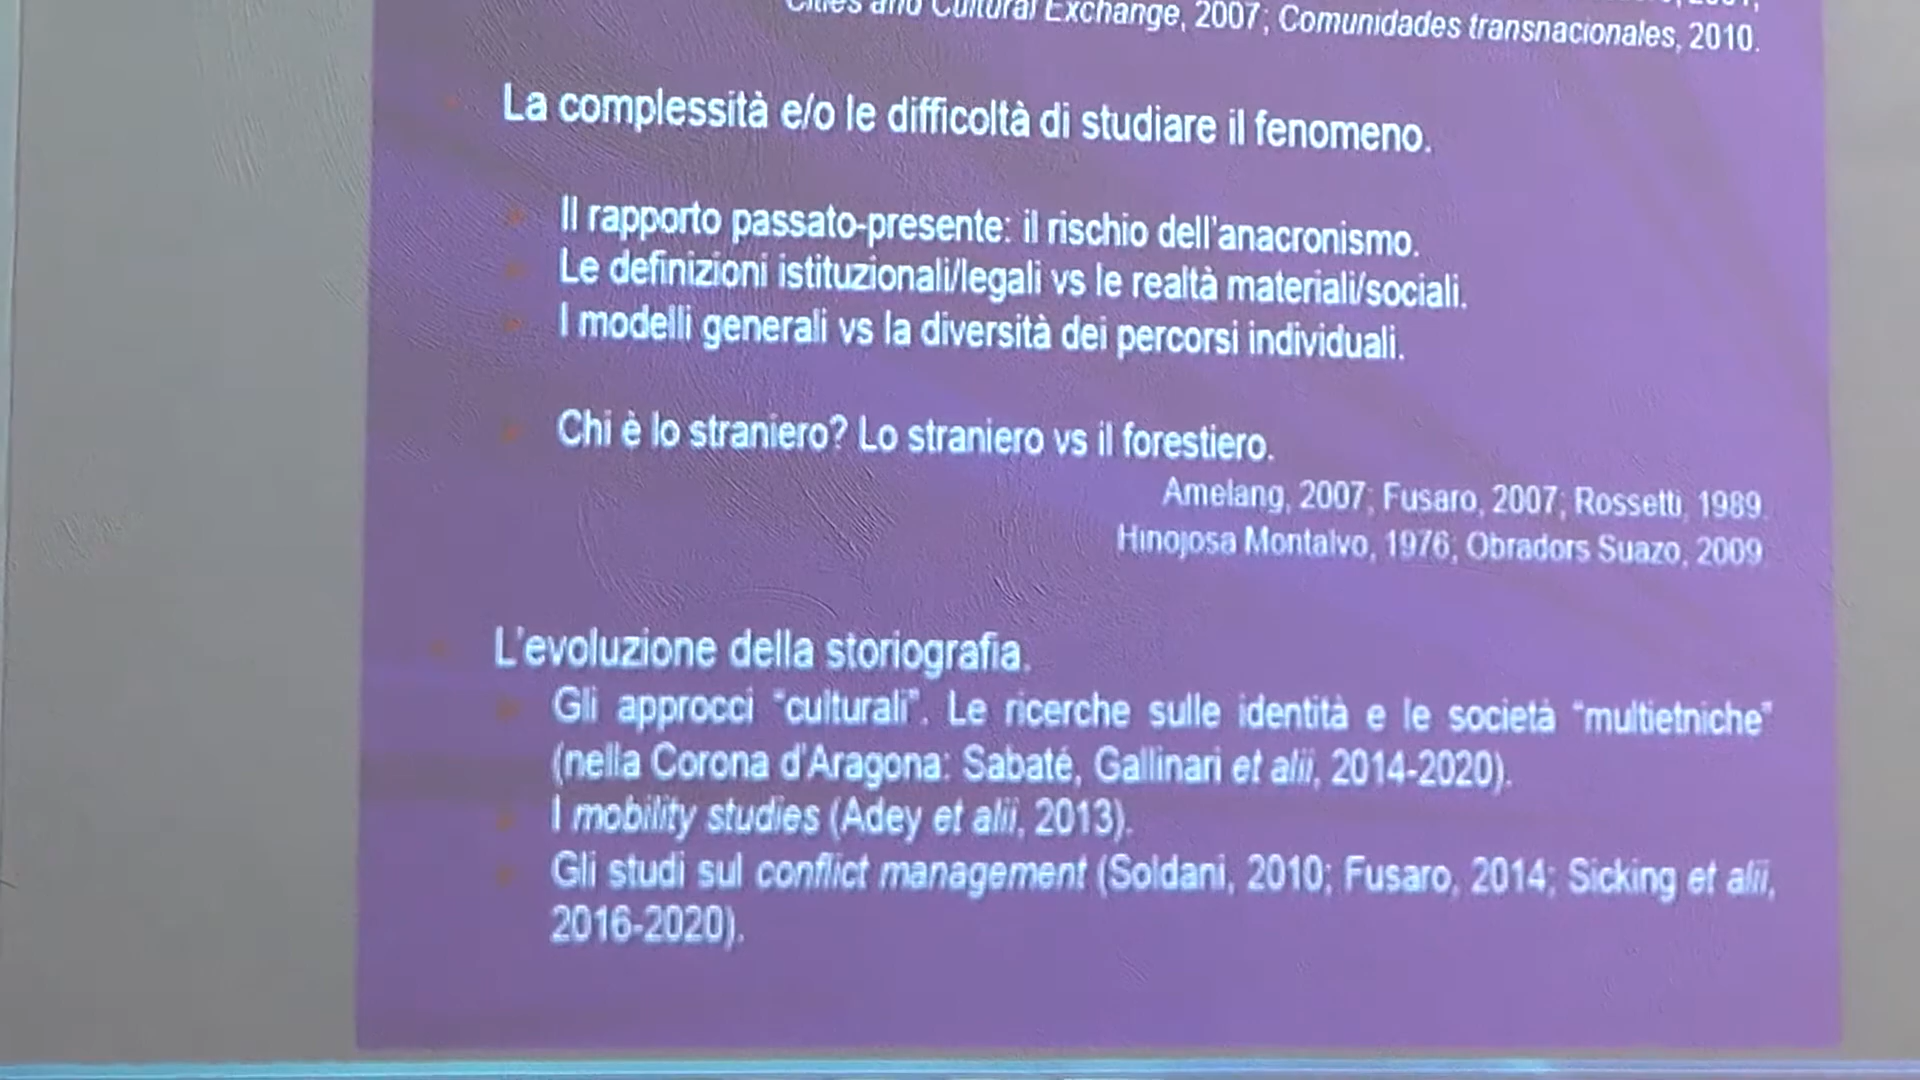 Cities and Cultural Exchange, 2007; Comunidades transnacionales, 2010.
La complessità e/o le difficoltà di studiare il fenomeno.
Il rapporto passato-presente: il rischio dell'anacronismo.
Le definizioni istituzionali/legali vs le realtà materiali/sociali.
I modelli generali vs la diversità dei percorsi individuali.
Chi è lo straniero? Lo straniero vs il forestiero.
Amelang, 2007; Fusaro, 2007; Rossetti, 1989.
Hinojosa Montalvo, 1976; Obradors Suazo, 2009
L'evoluzione della storiografia.
Gli approcci "culturali". Le ricerche sulle identità e le società "multietniche"
(nella Corona d'Aragona: Sabaté, Gallinari et alii, 2014-2020).
I mobility studies (Adey et alii, 2013).
Gli studi sul conflict management (Soldani, 2010; Fusaro, 2014; Sicking et alii,
2016-2020).